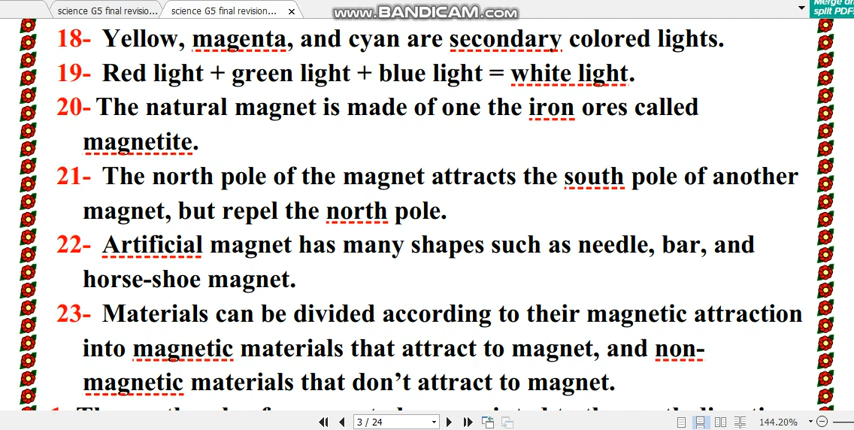 science G5 final revisio...
science G5 final revision...
www.BANDICAM.com
split PDF
18- Yellow, magenta, and cyan are secondary colored lights.
19- Red light + green light + blue light = white light.
20- The natural magnet is made of one the iron ores called
magnetite.
21- The north pole of the magnet attracts the south pole of another
magnet, but repel the north pole.
22- Artificial magnet has many shapes such as needle, bar, and
horse-shoe magnet.
23- Materials can be divided according to their magnetic attraction
into magnetic materials that attract to magnet, and non-
magnetic materials that don't attract to magnet.
3 / 24
144.20%